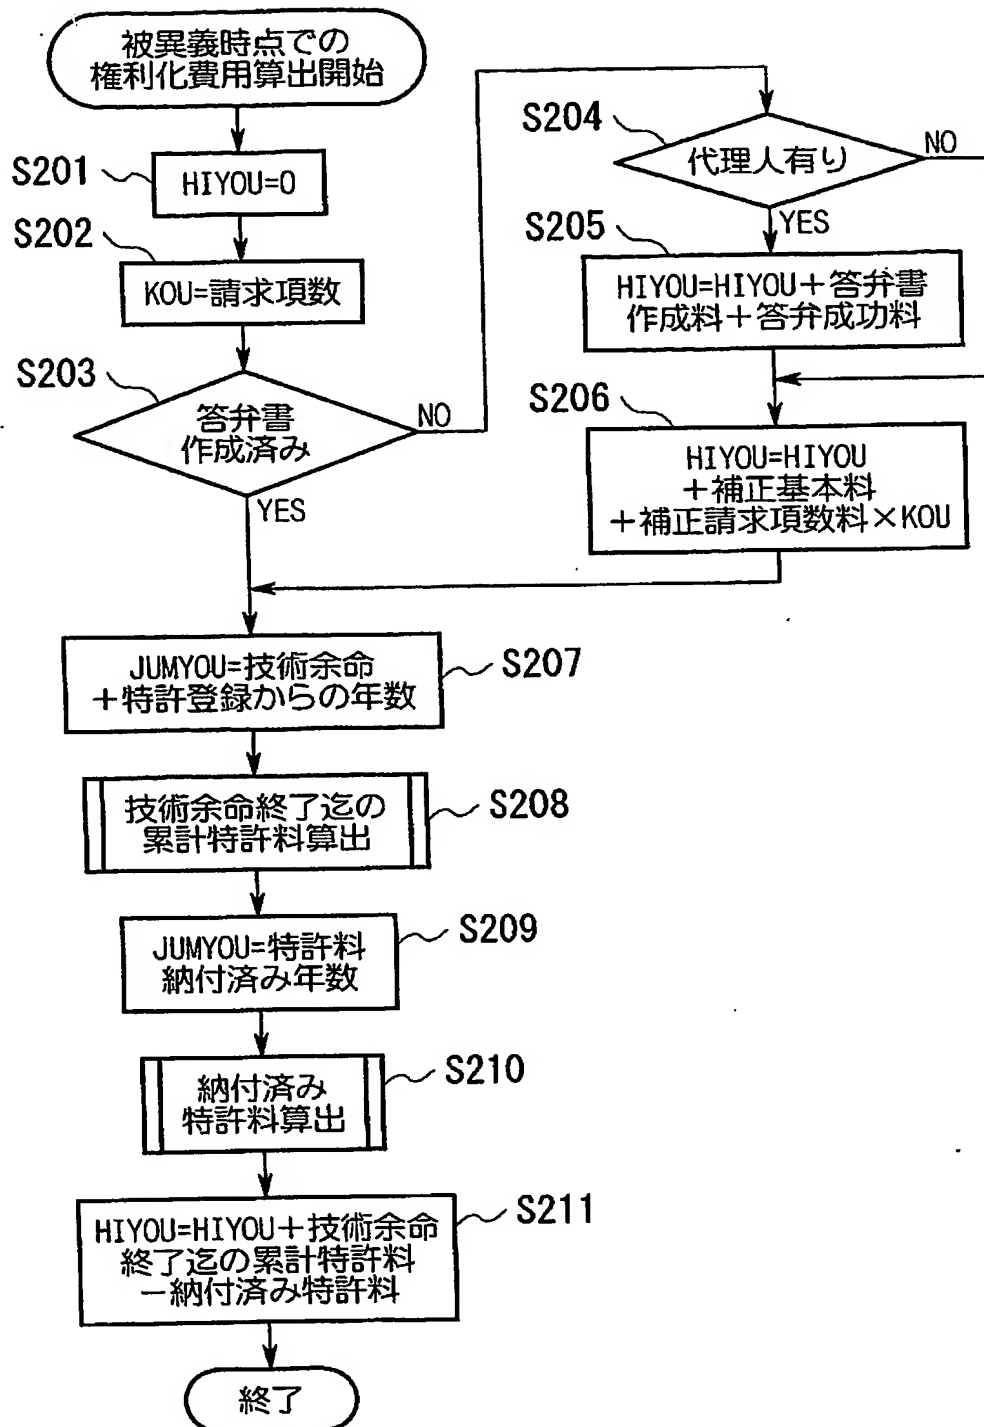 被異義時点での
権利化費用算出開始
S201
HIYOU=0
S202
KOU=請求項数
S203
答弁書
作成済み
NO
YES
S204
代理人有り
NO
YES
S205
HIYOU=HIYOU+答弁書
作成料+答弁成功料
S206
HIYOU=HIYOU
+補正基本料
+補正請求項数料×KOU
JUMYOU=技術余命
+特許登録からの年数
S207
技術余命終了迄の
累計特許料算出
S208
JUMYOU=特許料
納付済み年数
S209
納付済み
特許料算出
S210
HIYOU=HIYOU+技術余命
終了迄の累計特許料
-納付済み特許料
S211
終了